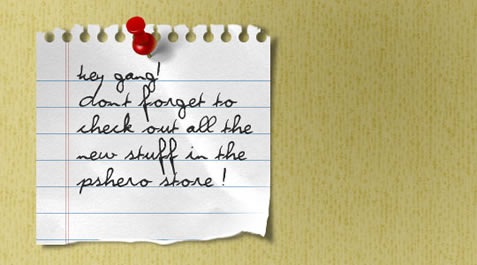 hey gang!
dont forget to
check out all the
new stuff in the
pshero store!